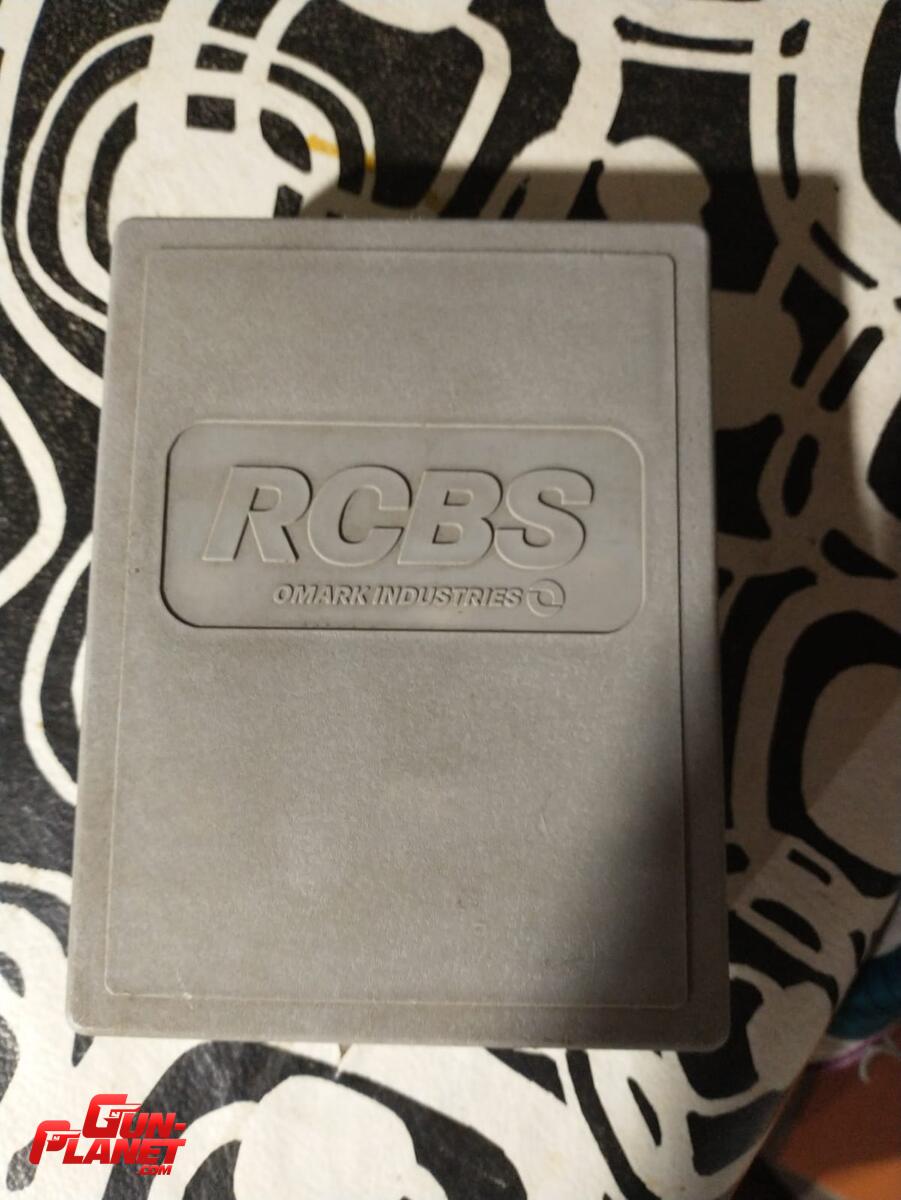 RCBS
OMARK INDUSTRIES
GUN-
PLANET
.COM